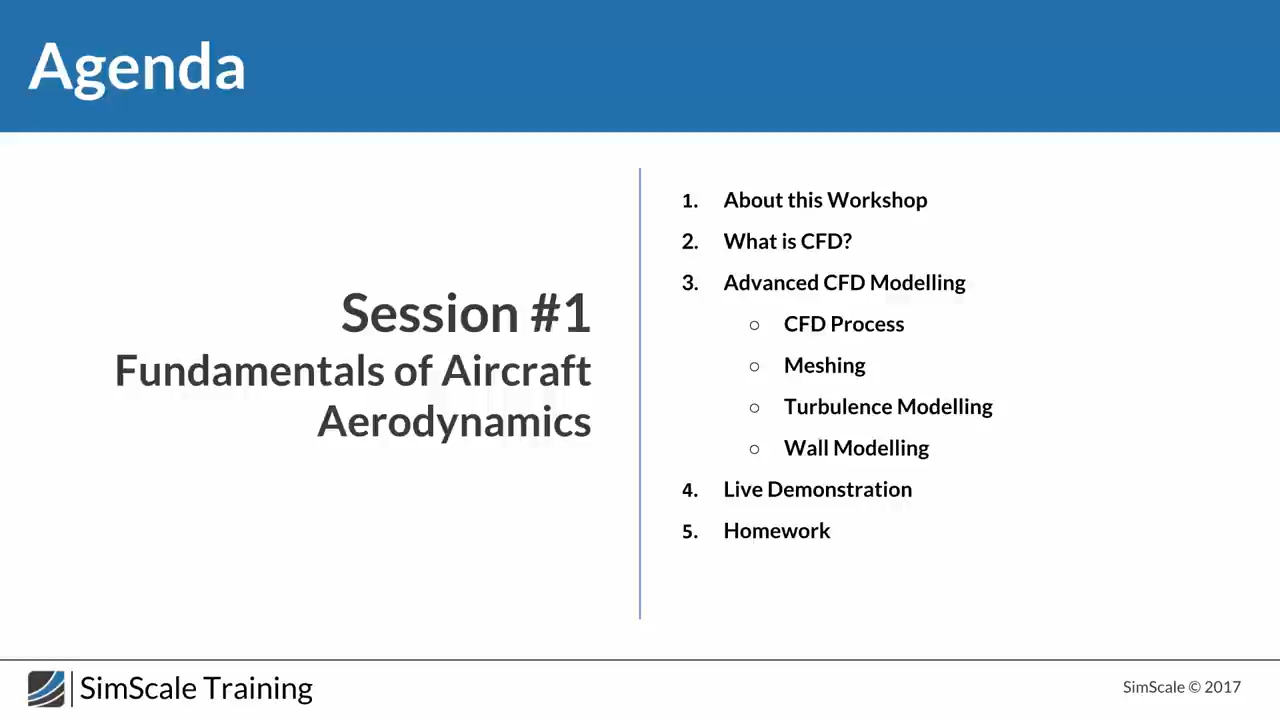 Agenda
Session #1
Fundamentals of Aircraft
Aerodynamics
1. About this Workshop
2. What is CFD?
3. Advanced CFD Modelling
○ CFD Process
○ Meshing
○ Turbulence Modelling
○ Wall Modelling
4. Live Demonstration
5. Homework
SimScale Training
SimScale © 2017